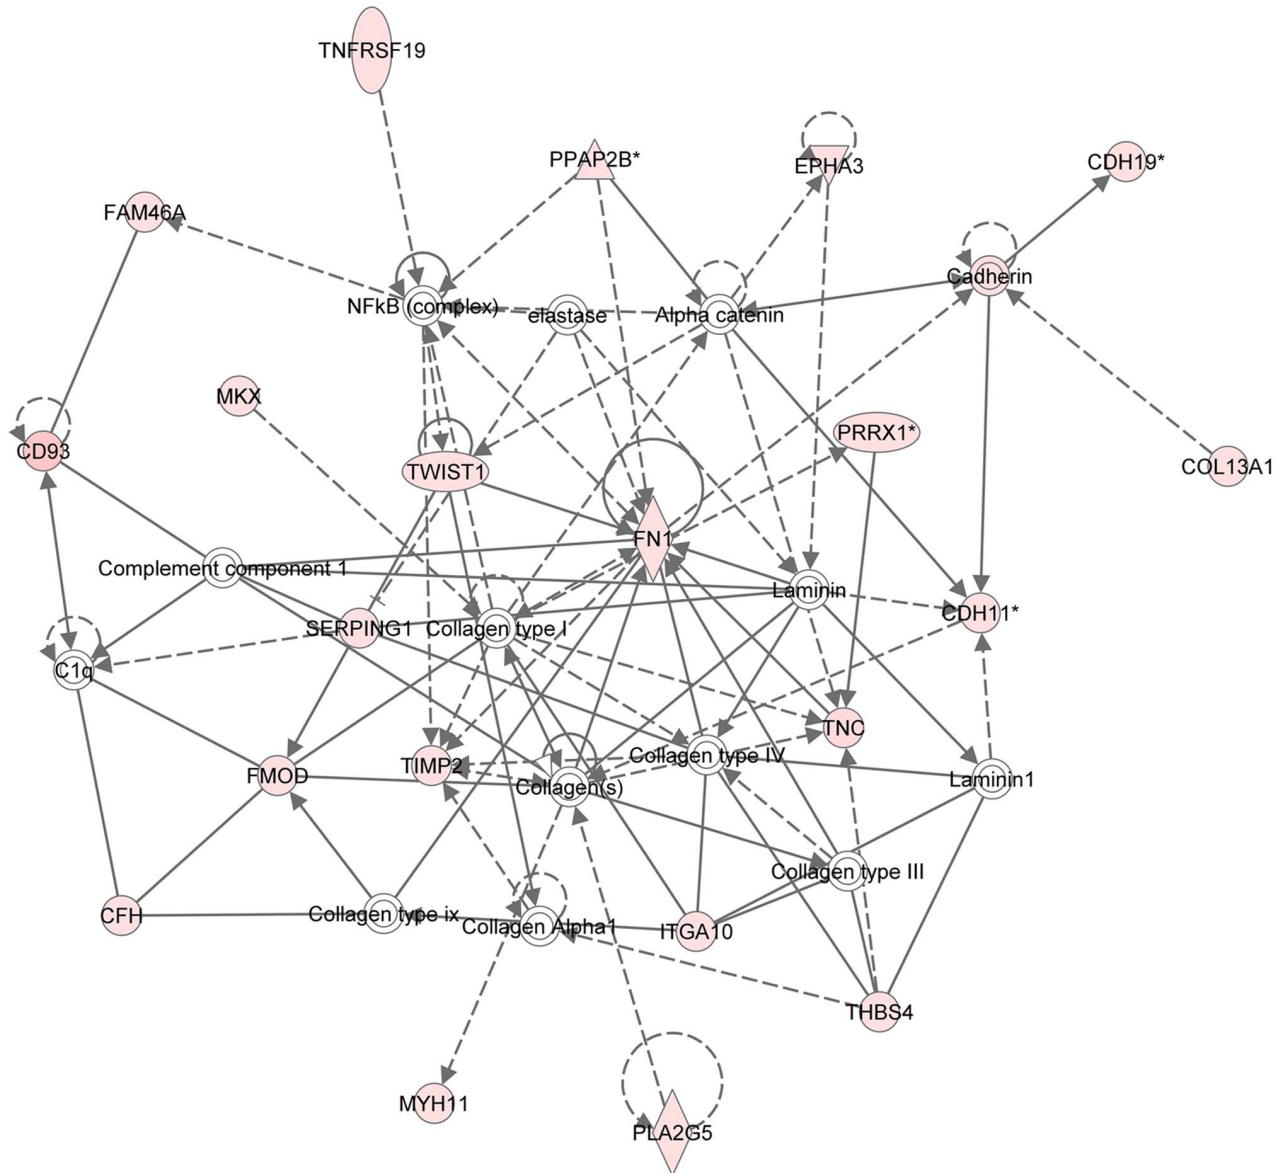 TNFRSF19
PPAP2B*
EPHA3
CDH19*
FAM46A
Cadherin
NFkB (complex)
elastase
Alpha catenin
MKX
PRRX1*
CD93
TWIST1
COL13A1
FN1
Complement component 1
Laminin
CDH11*
SERPING1
Collagen type I
C1q
TNC
Collagen type IV
TIMP2
FMOD
Collagen(s)
Laminin1
Collagen type III
CFH
Collagen type ix
Collagen Alpha1
ITGA10
THBS4
MYH11
PLA2G5